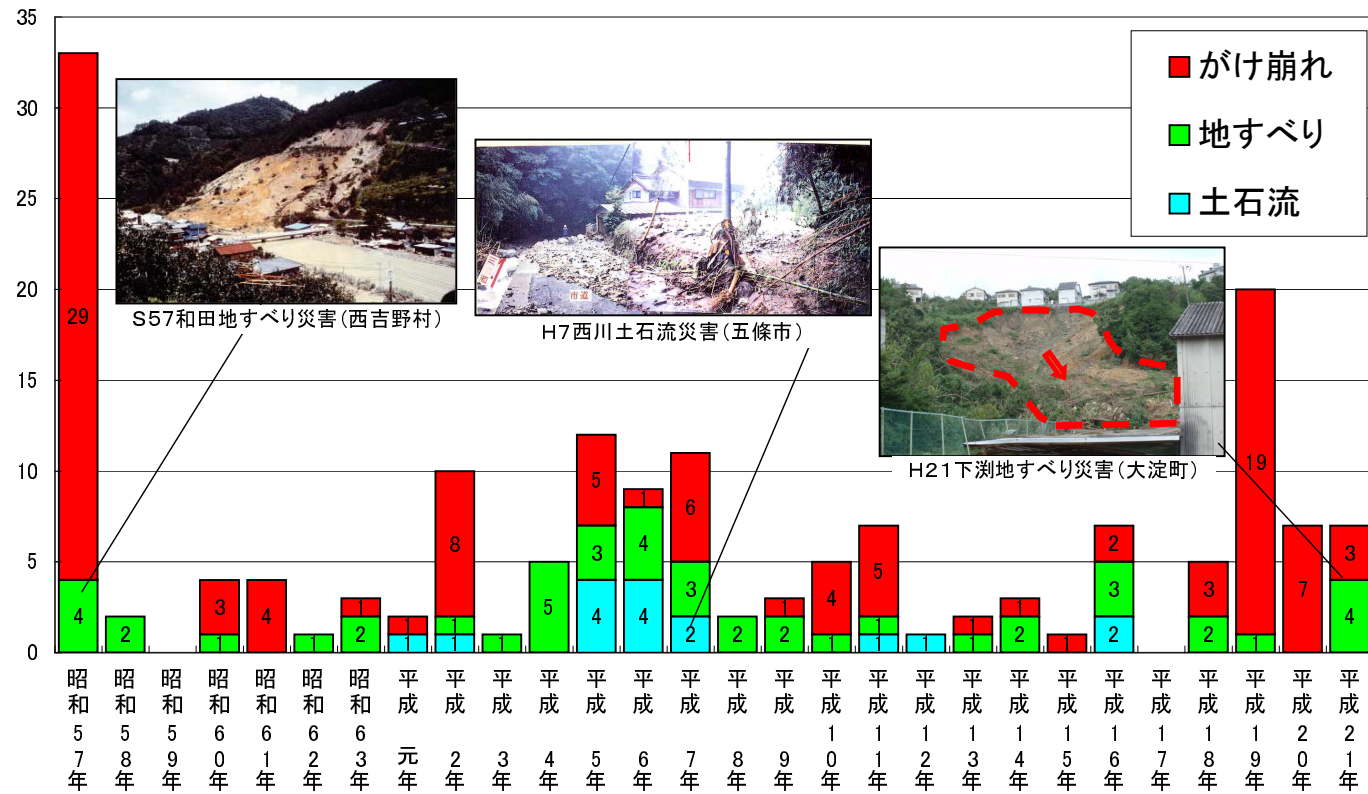 35
30
25
20
15
10
5
0
がけ崩れ
地すべり
土石流
S57和田地すべり災害(西吉野村)
市道
H7西川土石流災害(五條市)
H21下渕地すべり災害(大淀町)
29
4
2
3
1
4
1
1
2
1
1
8
1
1
1
5
5
3
4
1
4
4
6
3
2
2
1
2
4
1
5
1
1
1
1
1
1
2
1
2
3
2
3
2
19
1
7
3
4
昭和57年
昭和58年
昭和59年
昭和60年
昭和61年
昭和62年
昭和63年
平成元年
平成2年
平成3年
平成4年
平成5年
平成6年
平成7年
平成8年
平成9年
平成10年
平成11年
平成12年
平成13年
平成14年
平成15年
平成16年
平成17年
平成18年
平成19年
平成20年
平成21年